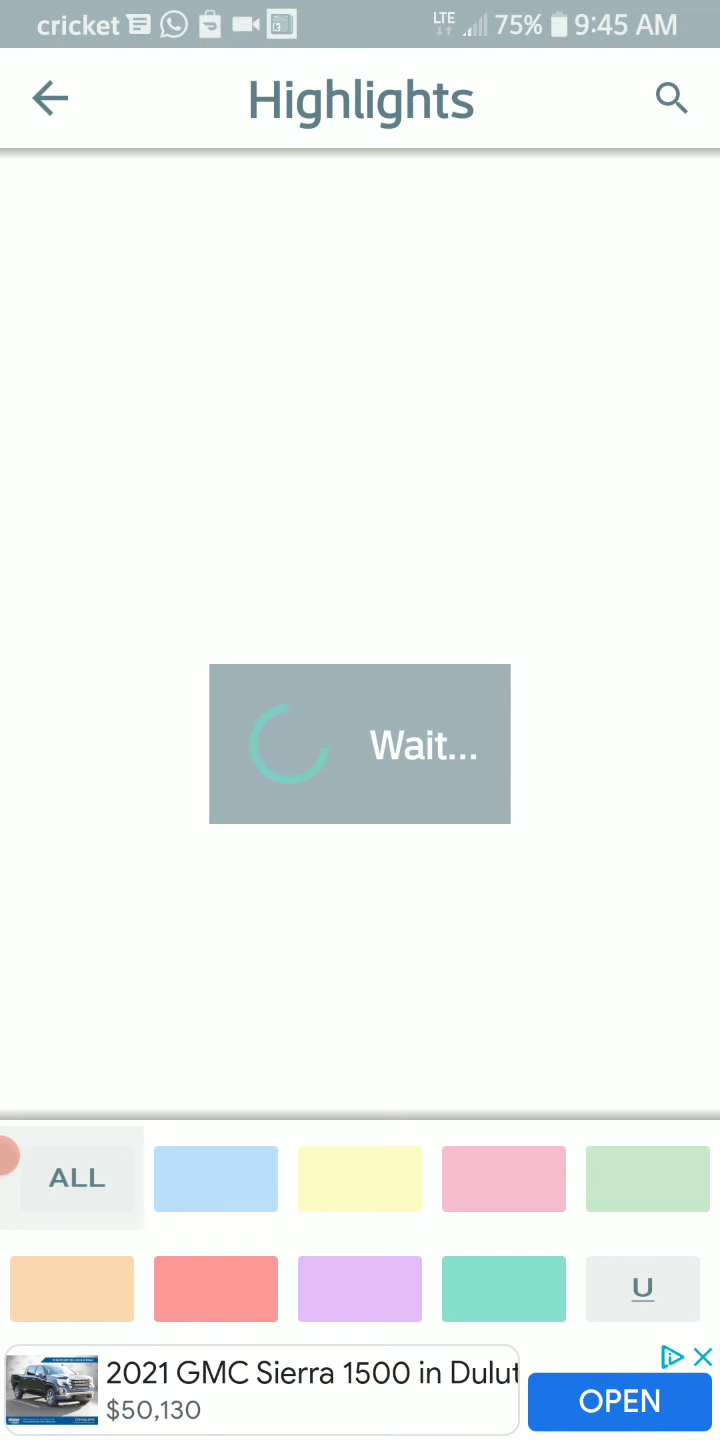 cricket LTE 75% 9:45 AM
Highlights
Wait...
ALL
U
2021 GMC Sierra 1500 in Dulut
$50,130
OPEN